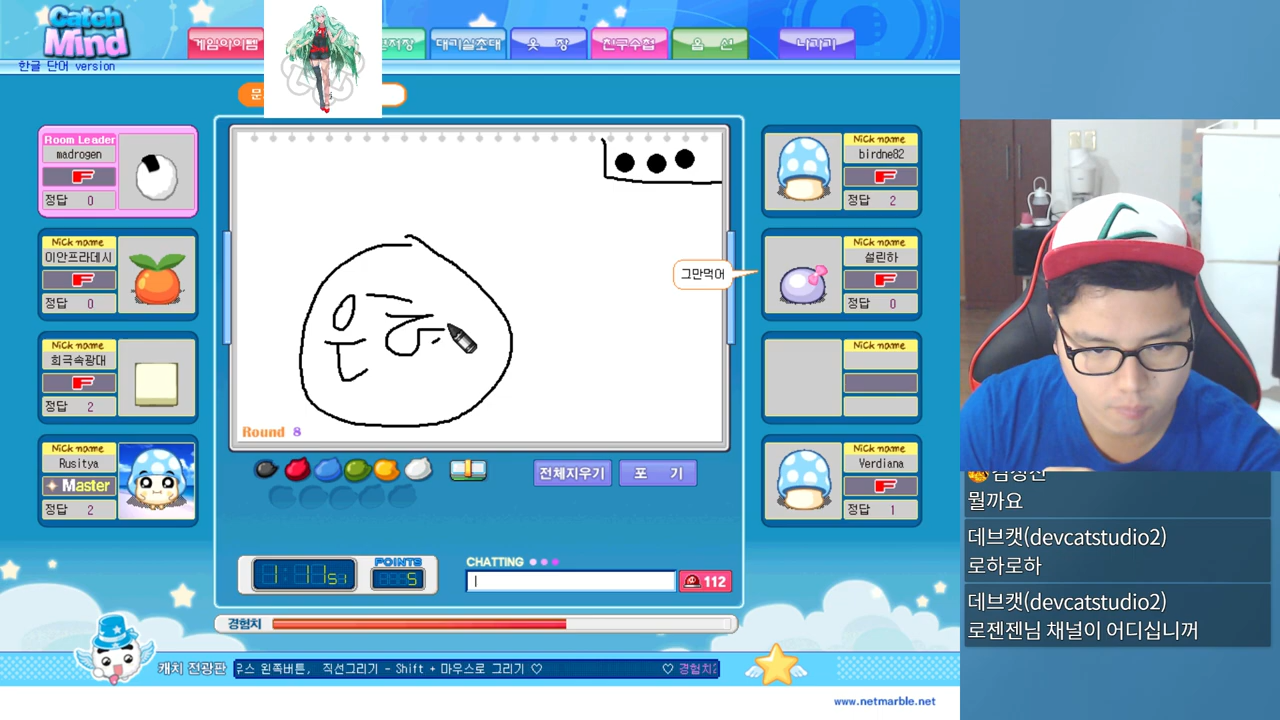 Catch Mind
한글 단어 version
게임아이템
대기실초대
옷 장
친구수첩
옵 션
나가기
문
Room Leader
madrogen
정답 0
Nick name
이안프라데시
정답 0
Nick name
희극속광대
정답 2
Nick name
Rusitya
Master
정답 2
Nick name
birdne82
정답 2
그만먹어
Nick name
설린하
정답 0
Nick name
Nick name
Verdiana
정답 1
Round 8
전체지우기
포 기
POINTS
5
CHATTING
112
경험치
캐치 전광판
우스 왼쪽버튼, 직선그리기 - Shift + 마우스로 그리기 ♡ ♡ 경험치
www.netmarble.net
뭘까요
데브캣(devcatstudio2)
로하로하
데브캣(devcatstudio2)
로젠젠님 채널이 어디십니꺼